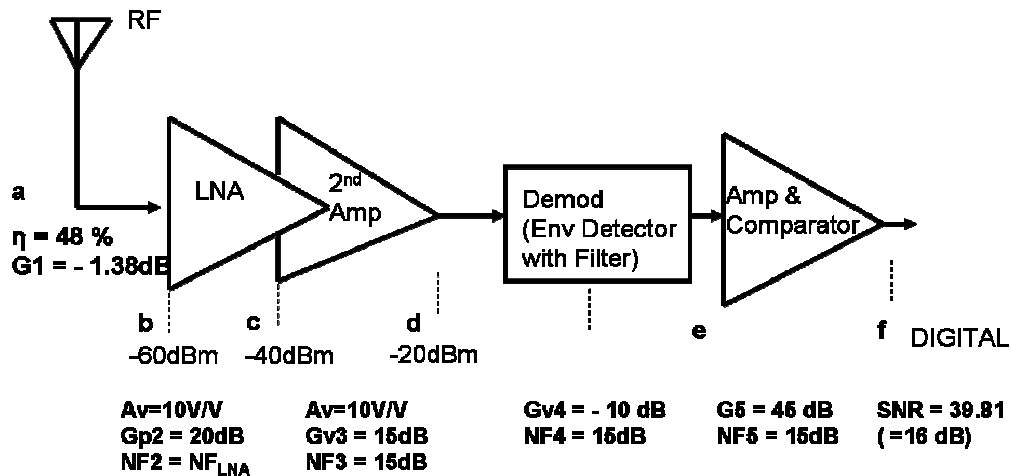 RF
a
η = 48 %
G1 = - 1.38dB
LNA
2nd
Amp
Demod
(Env Detector
with Filter)
Amp &
Comparator
b
c
d
e
f
DIGITAL
-60dBm
-40dBm
-20dBm
Av=10V/V
Gp2 = 20dB
NF2 = NFLNA
Av=10V/V
Gv3 = 15dB
NF3 = 15dB
Gv4 = - 10 dB
NF4 = 15dB
G5 = 45 dB
NF5 = 15dB
SNR = 39.81
( =16 dB)